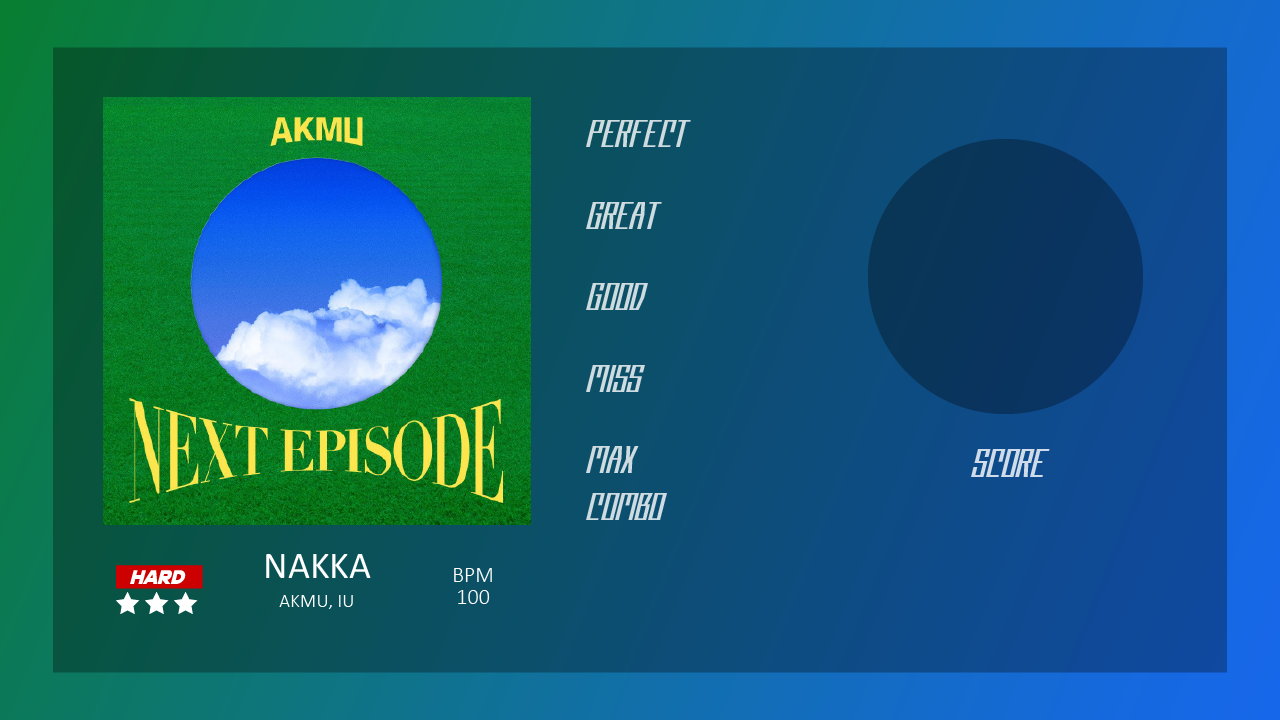 AKMU
NEXT EPISODE
HARD
NAKKA
AKMU, IU
BPM
100
PERFECT
GREAT
GOOD
MISS
MAX
COMBO
SCORE